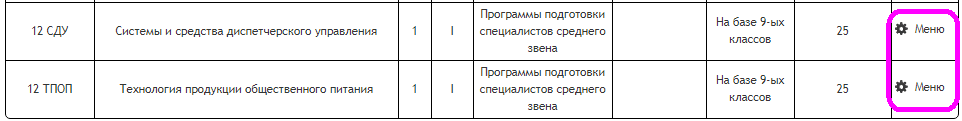 12 СДУ Системы и средства диспетчерского управления 1 I Программы подготовки специалистов среднего звена На базе 9-ых классов 25 Меню
12 ТПОП Технология продукции общественного питания 1 I Программы подготовки специалистов среднего звена На базе 9-ых классов 25 Меню